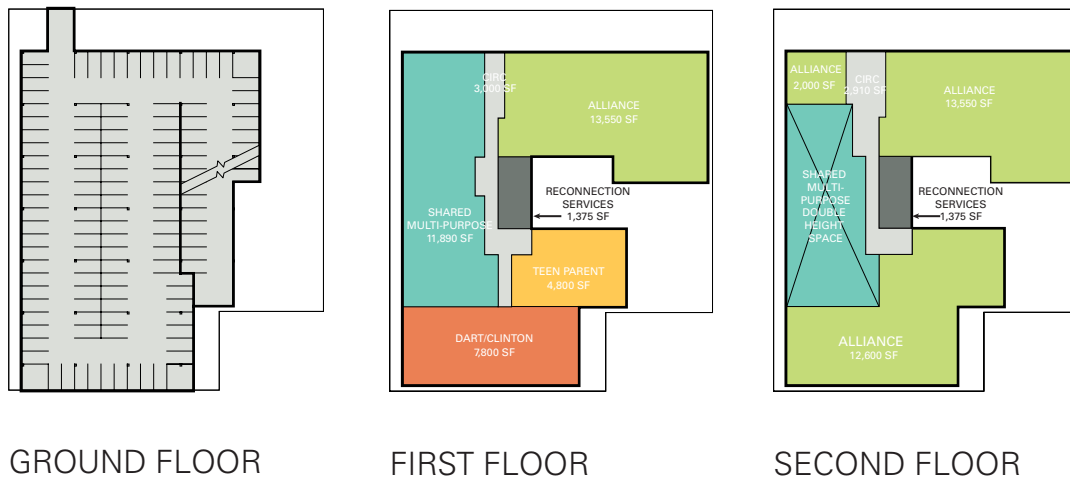 CIRC
3,000 SF
ALLIANCE
13,550 SF
RECONNECTION
SERVICES
1,375 SF
SHARED
MULTI-PURPOSE
11,890 SF
TEEN PARENT
4,800 SF
DART/CLINTON
7,800 SF
ALLIANCE
2,000 SF
CIRC
2,910 SF
ALLIANCE
13,550 SF
SHARED
MULTI-
PURPOSE
DOUBLE
HEIGHT
SPACE
RECONNECTION
SERVICES
1,375 SF
ALLIANCE
12,600 SF
GROUND FLOOR
FIRST FLOOR
SECOND FLOOR